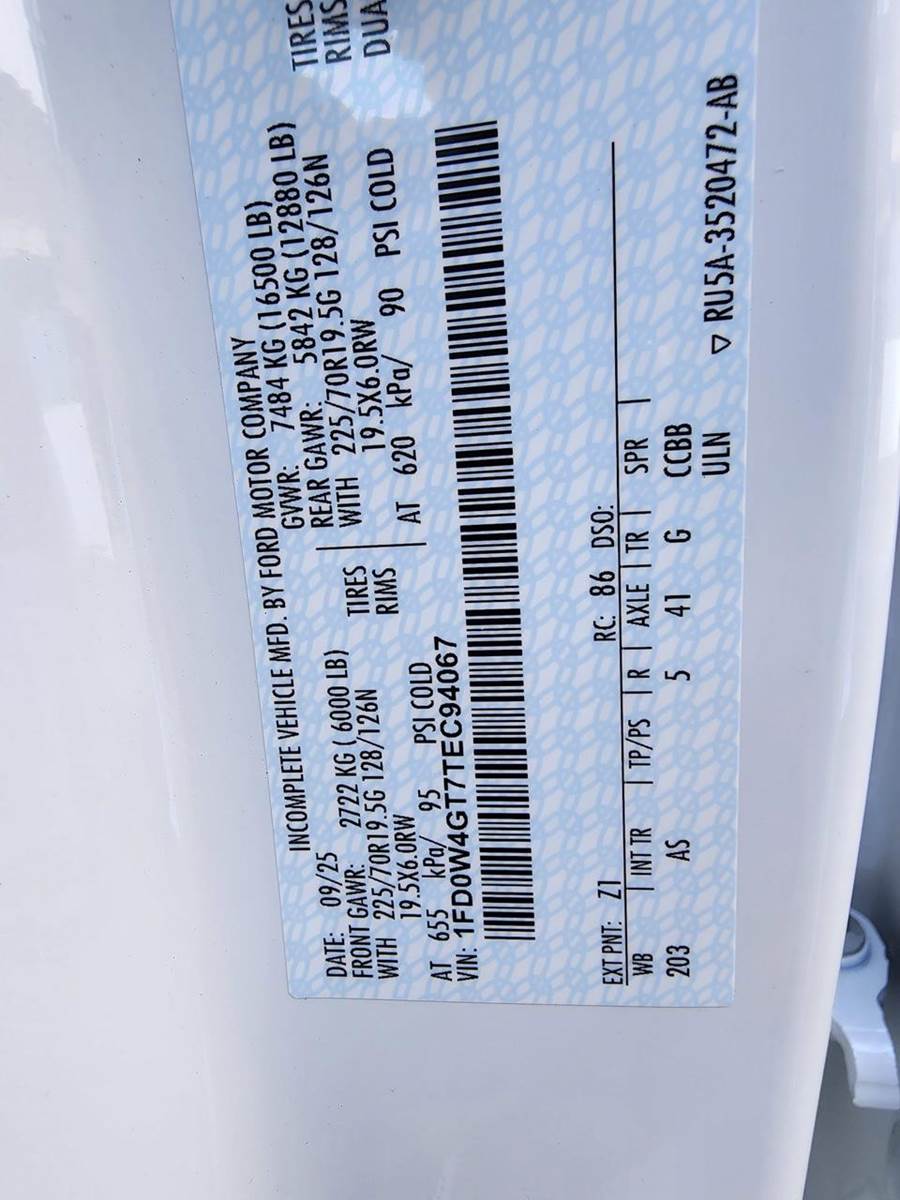 INCOMPLETE VEHICLE MFD. BY FORD MOTOR COMPANY
DATE: 09/25 GVWR: 7484 KG (16500 LB)
FRONT GAWR: 2722 KG ( 6000 LB) REAR GAWR: 5842 KG (12880 LB)
WITH 225/70R19.5G 128/126N TIRES WITH 225/70R19.5G 128/126N TIRES
19.5X6.0RW RIMS 19.5X6.0RW RIMS
AT 655 kPa/ 95 PSI COLD AT 620 kPa/ 90 PSI COLD DUA
VIN: 1FD0W4GT7TEC94067
EXT PNT: Z1 RC: 86 DSO:
WB INT TR TP/PS R AXLE TR SPR
203 AS 5 41 G CCBB
ULN ▽ RU5A-3520472-AB